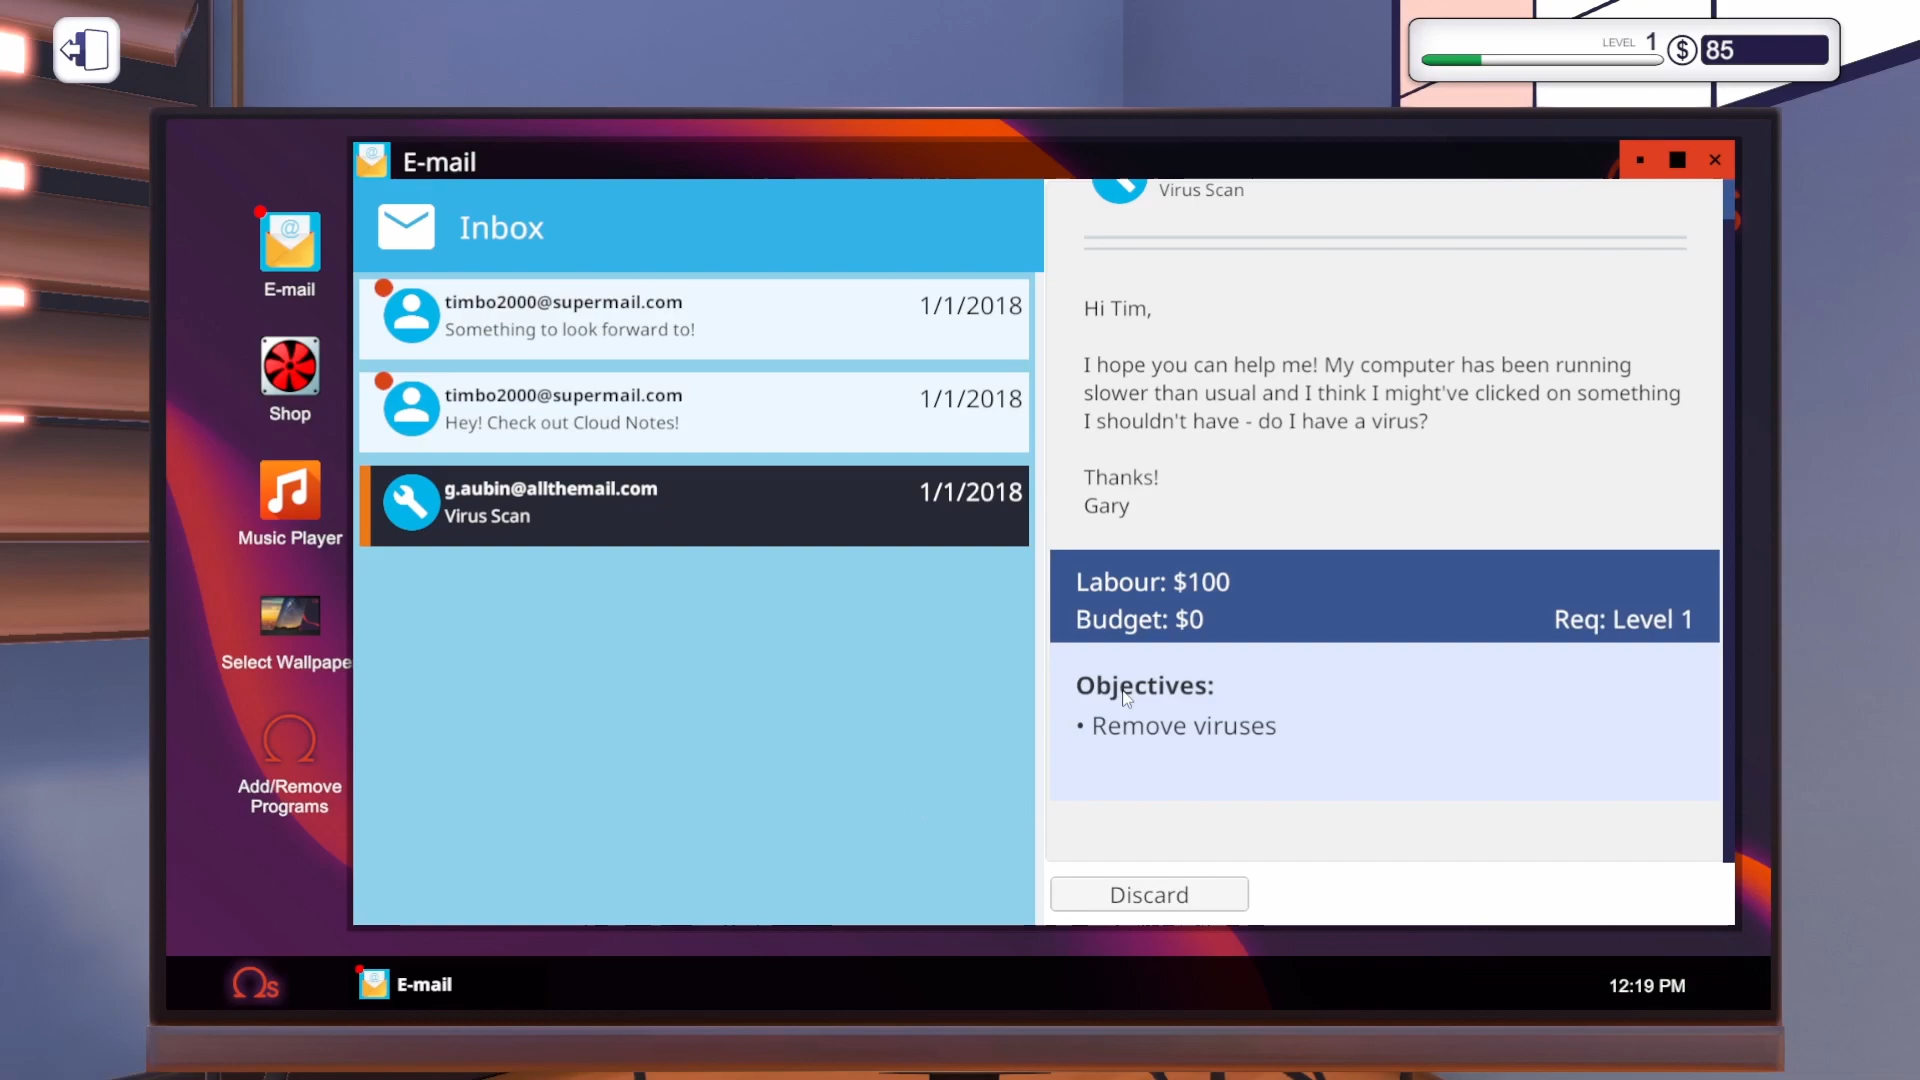 LEVEL 1 $ 85
E-mail
Inbox
timbo2000@supermail.com 1/1/2018
Something to look forward to!
timbo2000@supermail.com 1/1/2018
Hey! Check out Cloud Notes!
g.aubin@allthemail.com 1/1/2018
Virus Scan
Virus Scan
Hi Tim,
I hope you can help me! My computer has been running
slower than usual and I think I might've clicked on something
I shouldn't have - do I have a virus?
Thanks!
Gary
Labour: $100
Budget: $0 Req: Level 1
Objectives:
• Remove viruses
Discard
E-mail
Shop
Music Player
Select Wallpape
Add/Remove
Programs
Ωs
E-mail
12:19 PM